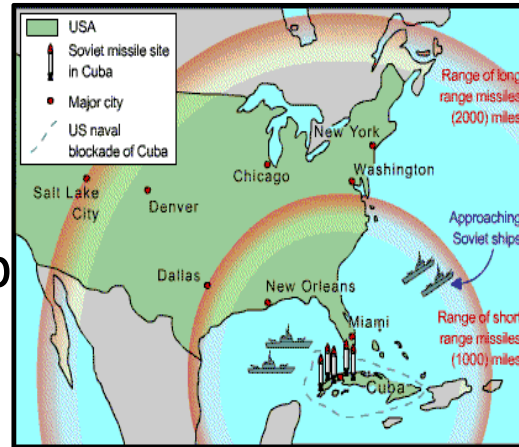 USA
Soviet missile site
in Cuba
Major city
US naval
blockade of Cuba
Range of long
range missiles
(2000) miles
New York
Chicago
Washington
Salt Lake
City
Denver
Approaching
Soviet ships
Dallas
New Orleans
Miami
Range of short
range missiles
(1000) miles
Cuba